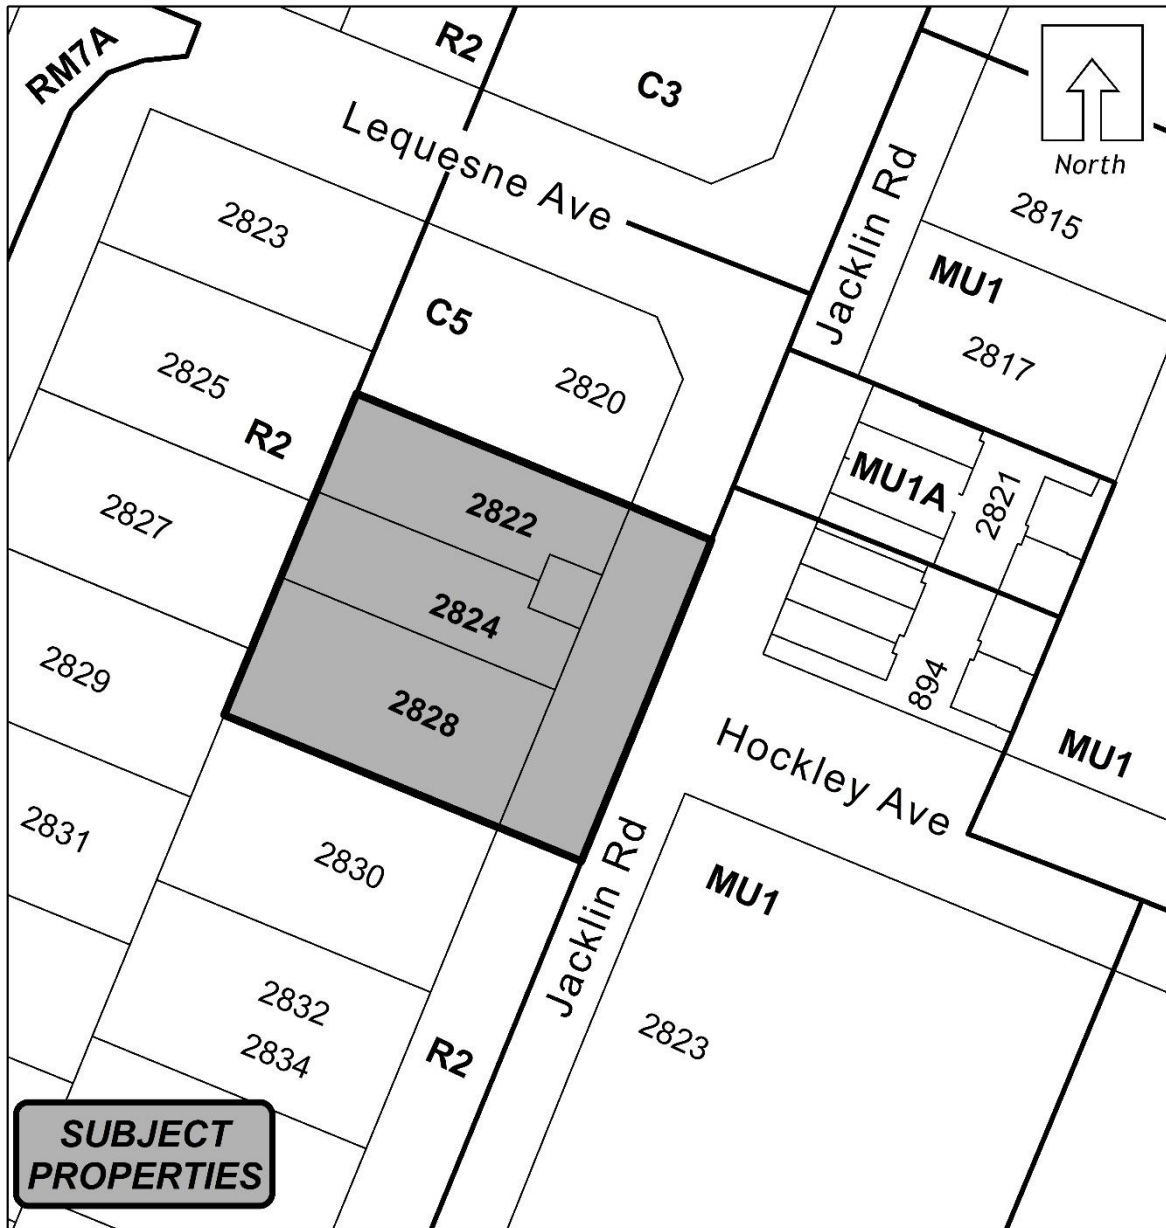 RM7A
R2
C3
Lequesne Ave
Jacklin Rd
North
2815
2823
MU1
C5
2817
2825
2820
R2
MU1A
2821
2822
2827
2824
2829
894
2828
Hockley Ave
MU1
2831
2830
Jacklin Rd
MU1
2832
2823
2834
R2
SUBJECT
PROPERTIES